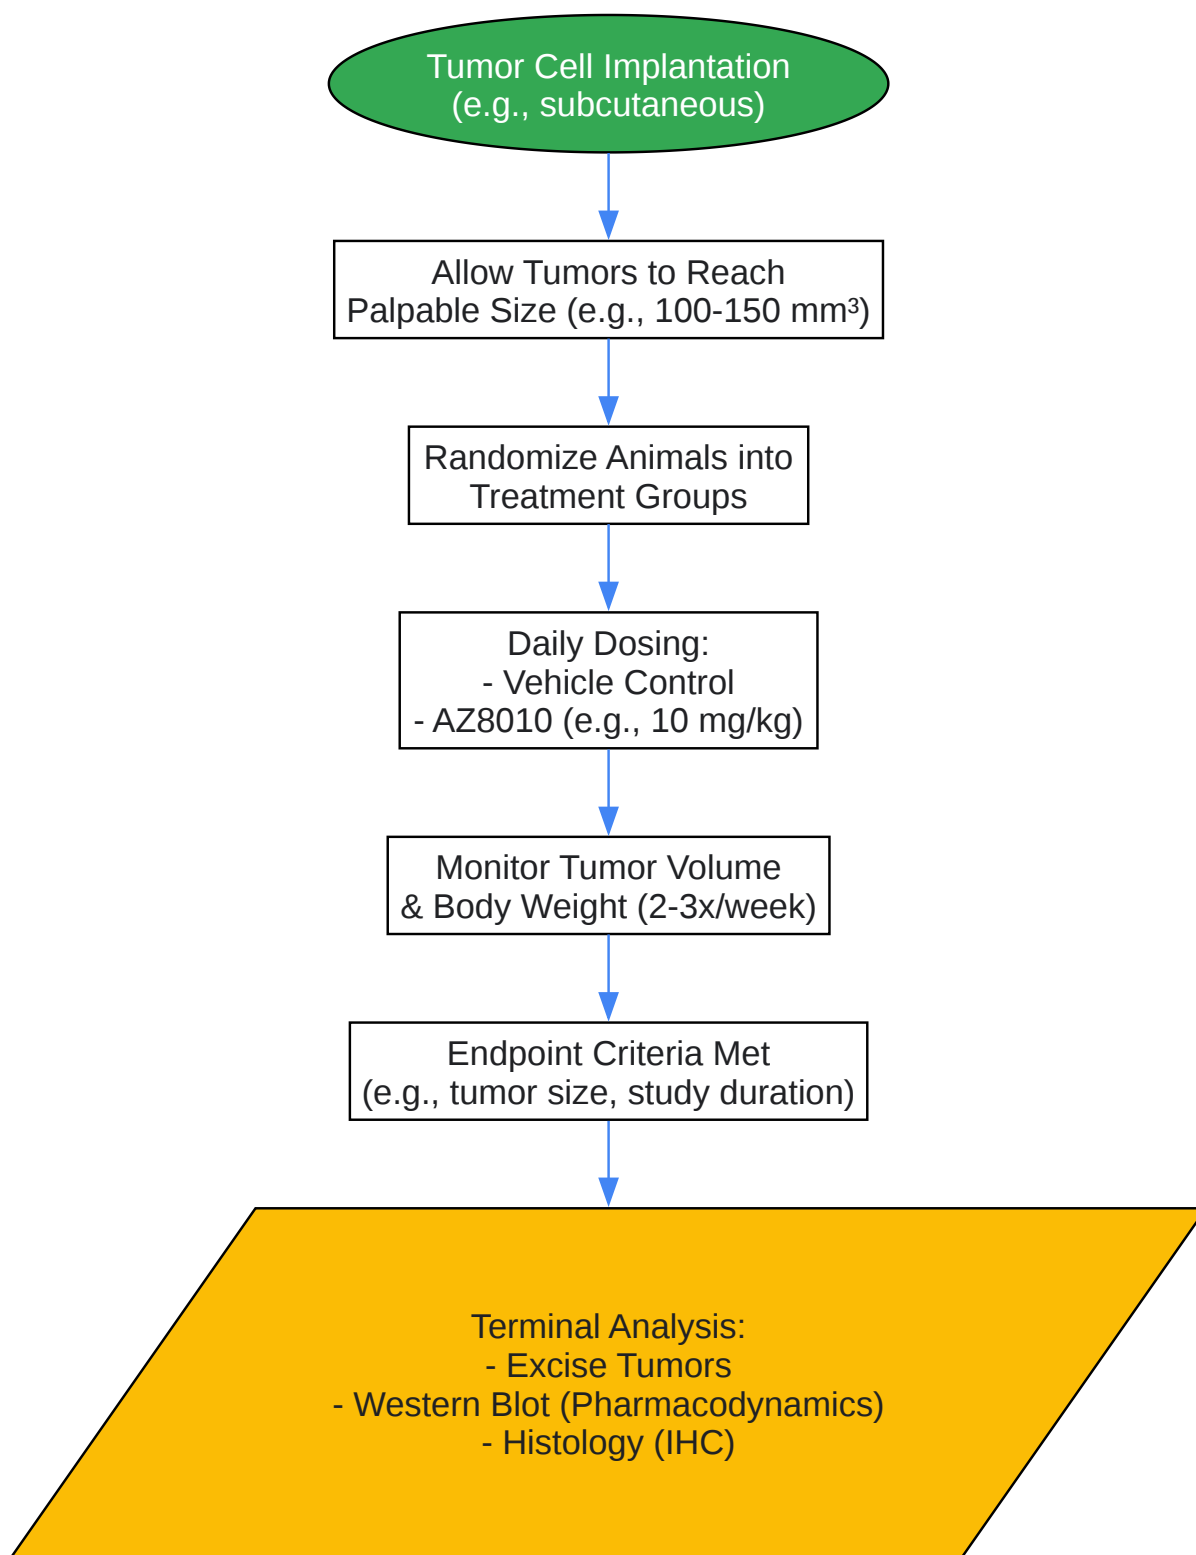 Tumor Cell Implantation
(e.g., subcutaneous)
Allow Tumors to Reach
Palpable Size (e.g., 100-150 mm³)
Randomize Animals into
Treatment Groups
Daily Dosing:
- Vehicle Control
- AZ8010 (e.g., 10 mg/kg)
Monitor Tumor Volume
& Body Weight (2-3x/week)
Endpoint Criteria Met
(e.g., tumor size, study duration)
Terminal Analysis:
- Excise Tumors
- Western Blot (Pharmacodynamics)
- Histology (IHC)